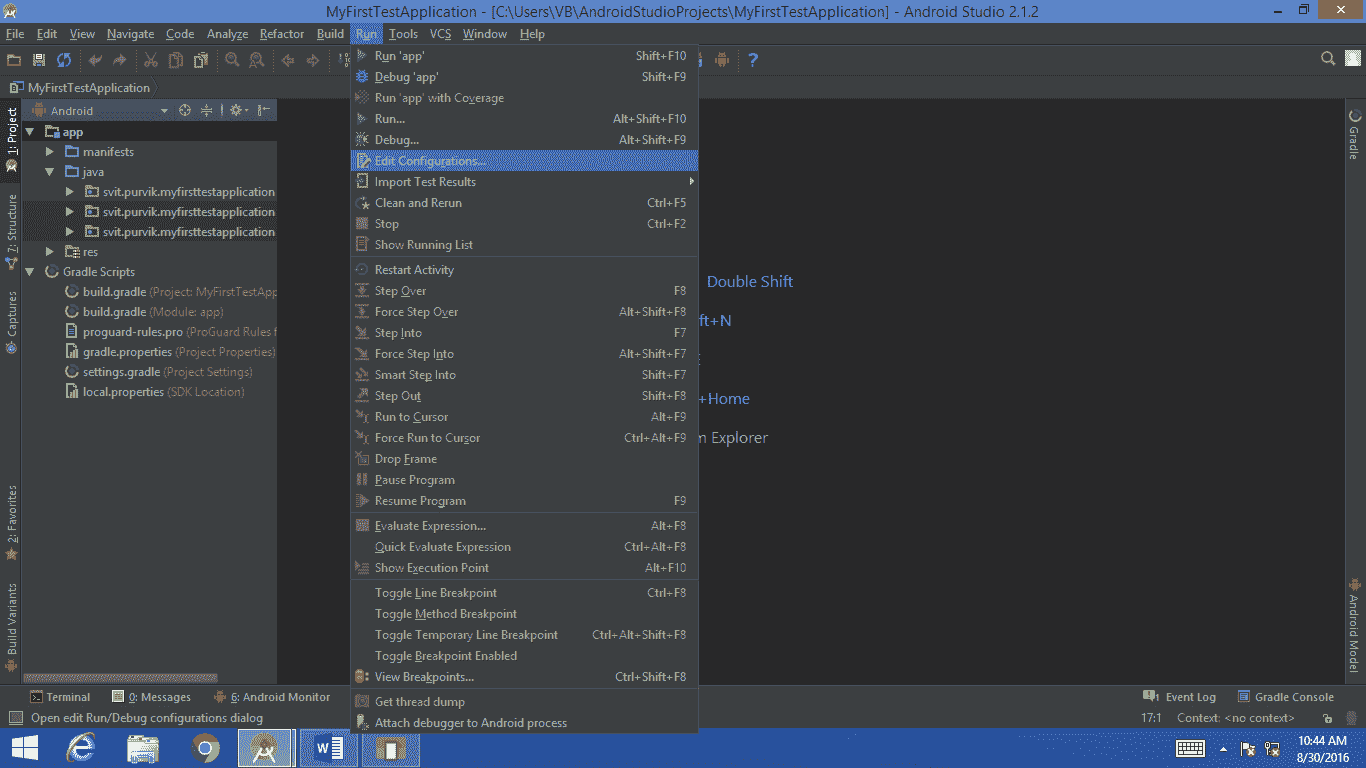 MyFirstTestApplication - [C:\Users\VB\AndroidStudioProjects\MyFirstTestApplication] - Android Studio 2.1.2
File Edit View Navigate Code Analyze Refactor Build Run Tools VCS Window Help
MyFirstTestApplication
Android
1: Project
7: Structure
Captures
2: Favorites
Build Variants
app
manifests
java
svit.purvik.myfirsttestapplication
svit.purvik.myfirsttestapplication
svit.purvik.myfirsttestapplication
res
Gradle Scripts
build.gradle (Project: MyFirstTestApp
build.gradle (Module: app)
proguard-rules.pro (ProGuard Rules f
gradle.properties (Project Properties)
settings.gradle (Project Settings)
local.properties (SDK Location)
Run 'app' Shift+F10
Debug 'app' Shift+F9
Run 'app' with Coverage
Run... Alt+Shift+F10
Debug... Alt+Shift+F9
Edit Configurations...
Import Test Results
Clean and Rerun Ctrl+F5
Stop Ctrl+F2
Show Running List
Restart Activity
Step Over F8
Force Step Over Alt+Shift+F8
Step Into F7
Force Step Into Alt+Shift+F7
Smart Step Into Shift+F7
Step Out Shift+F8
Run to Cursor Alt+F9
Force Run to Cursor Ctrl+Alt+F9
Drop Frame
Pause Program
Resume Program F9
Evaluate Expression... Alt+F8
Quick Evaluate Expression Ctrl+Alt+F8
Show Execution Point Alt+F10
Toggle Line Breakpoint Ctrl+F8
Toggle Method Breakpoint
Toggle Temporary Line Breakpoint Ctrl+Alt+Shift+F8
Toggle Breakpoint Enabled
View Breakpoints... Ctrl+Shift+F8
Get thread dump
Attach debugger to Android process
Double Shift
ft+N
+Home
m Explorer
Gradle
Android Model
Terminal 0: Messages 6: Android Monitor 1 Event Log Gradle Console
Open edit Run/Debug configurations dialog 17:1 Context: <no context>
10:44 AM
8/30/2016